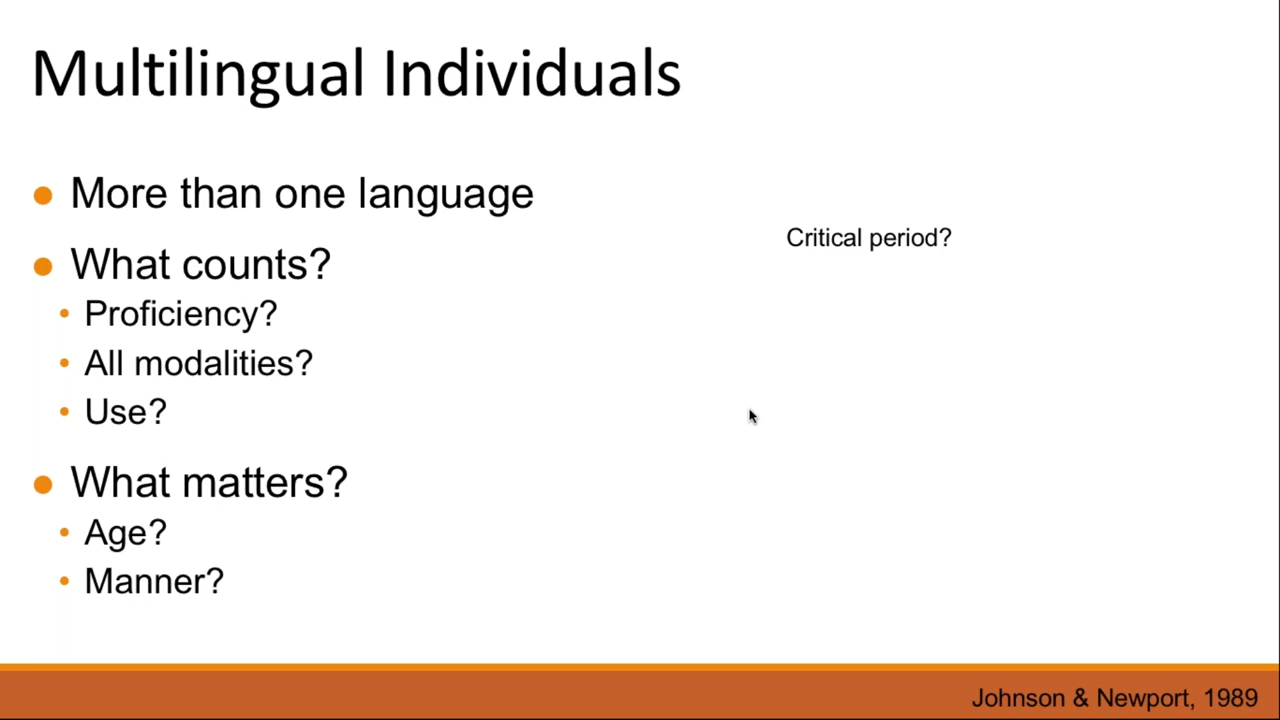 Multilingual Individuals
More than one language
What counts?
Proficiency?
All modalities?
Use?
What matters?
Age?
Manner?
Critical period?
Johnson & Newport, 1989